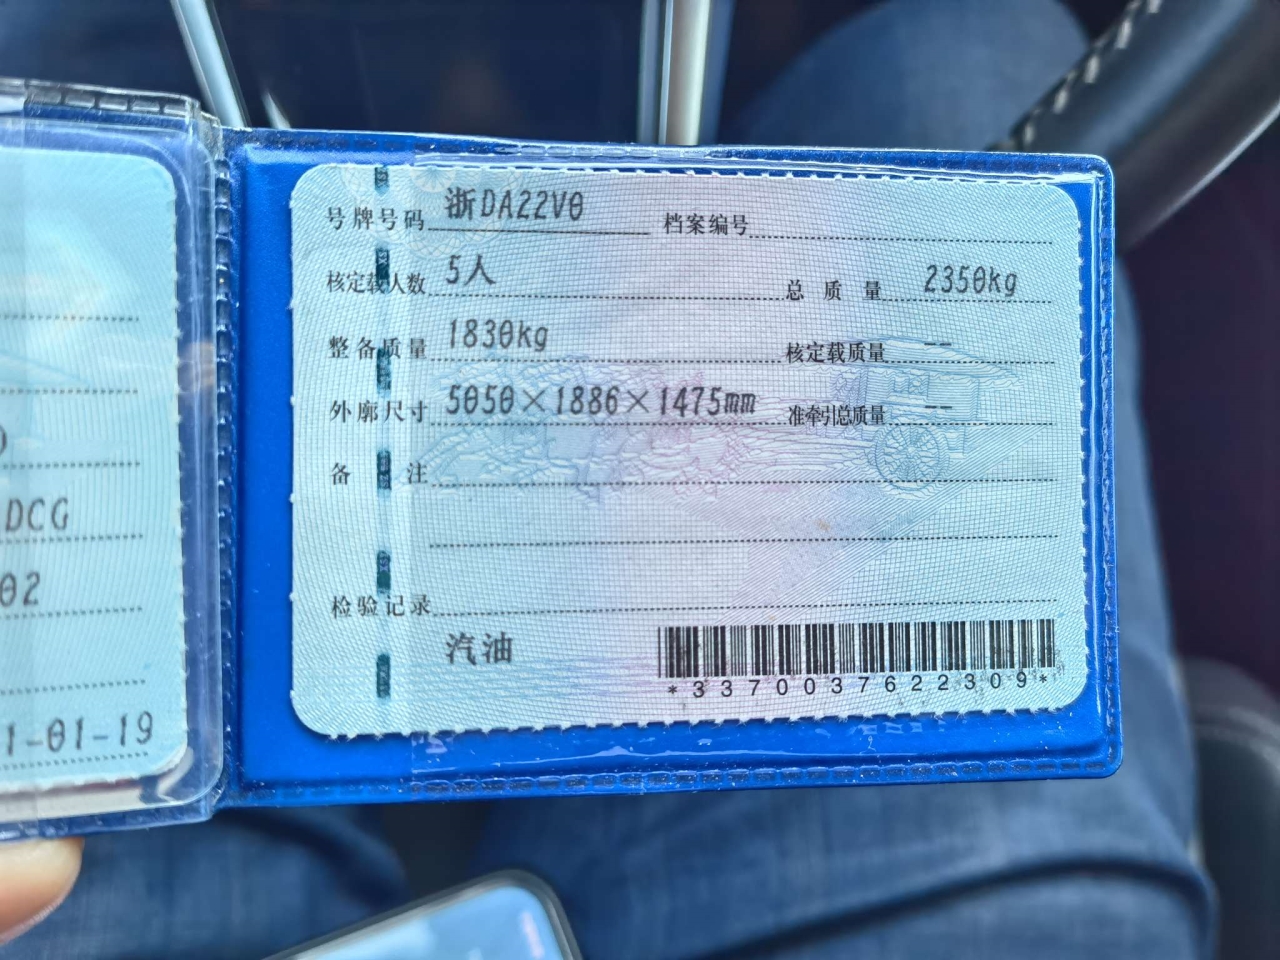 DCG
02
1-01-19
号牌号码 浙DA22V0 档案编号
核定载人数 5人 总质量 2350kg
整备质量 1830kg 核定载质量 --
外廓尺寸 5050×1886×1475mm 准牵引总质量 --
备注
检验记录
汽油
*3370037622309*